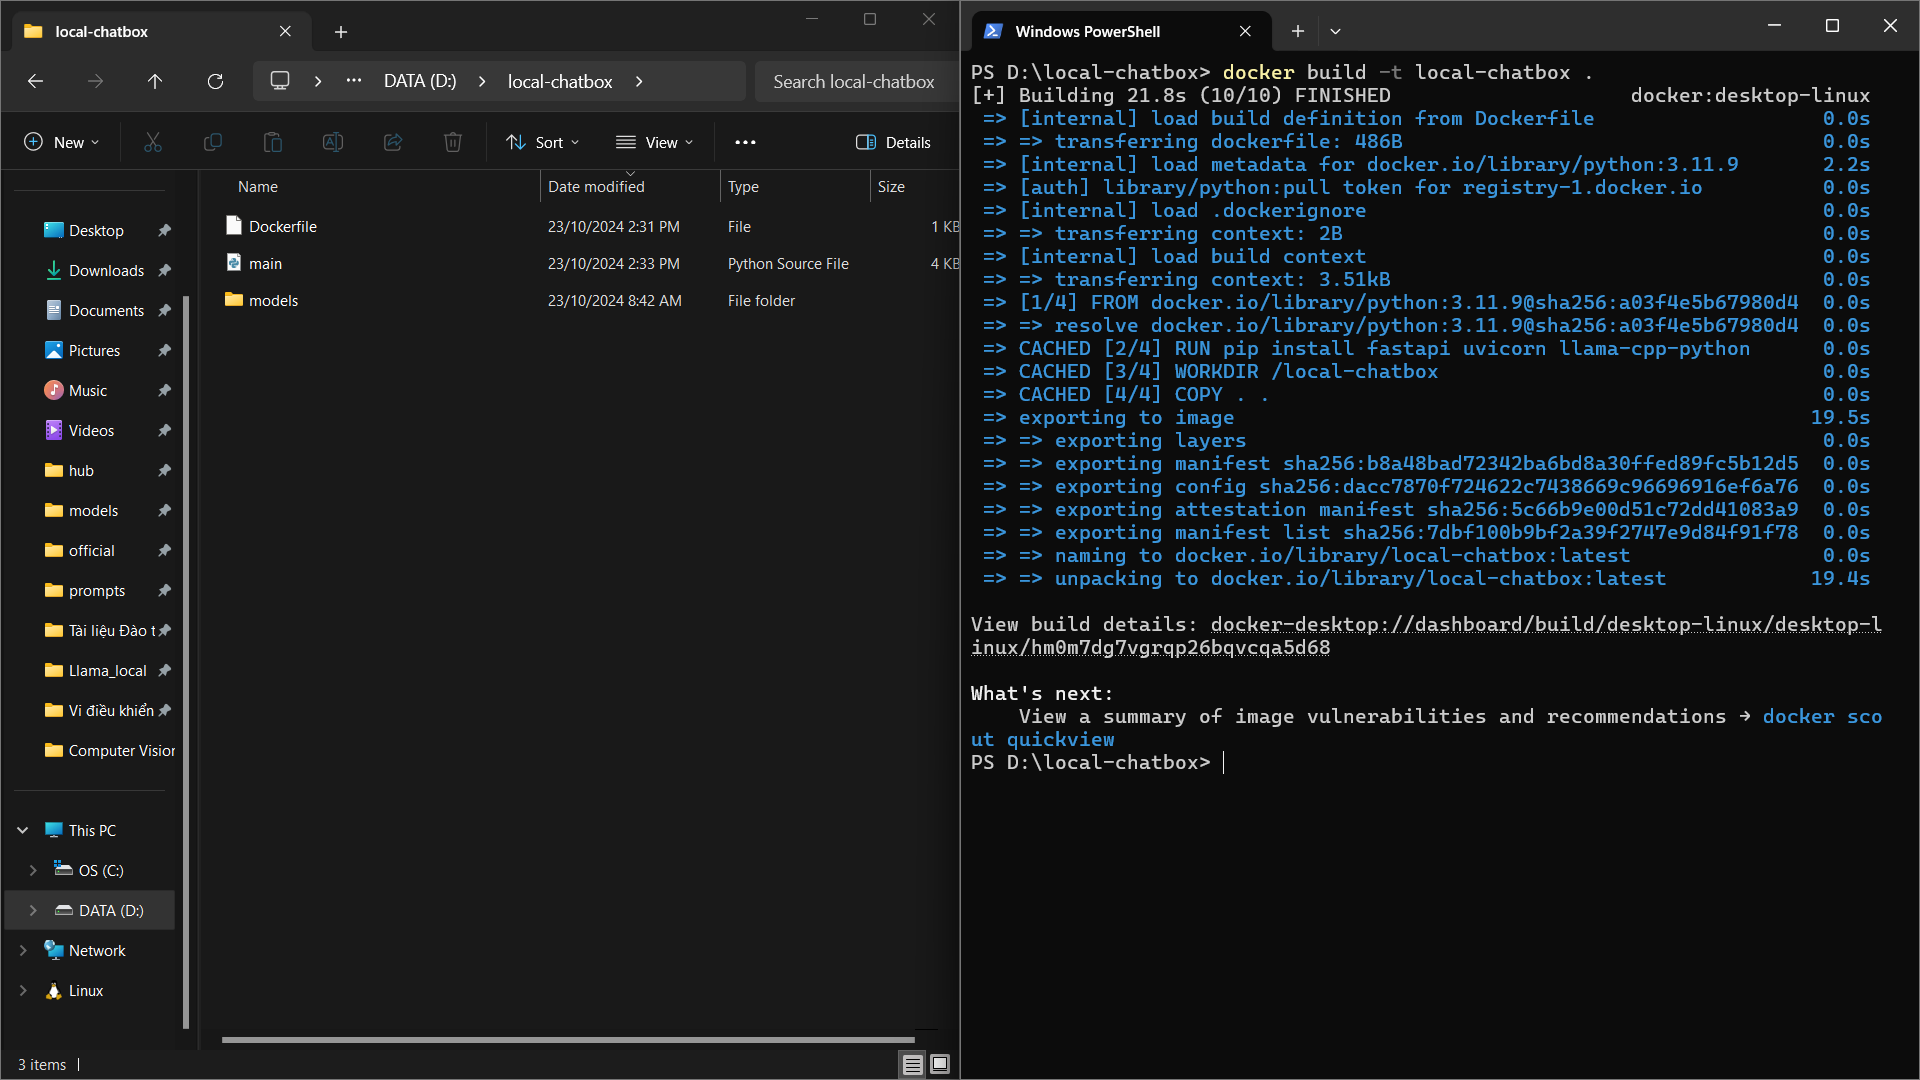 local-chatbox
DATA (D:)
local-chatbox
Search local-chatbox
New
Sort
View
Details
Name
Date modified
Type
Size
Dockerfile
23/10/2024 2:31 PM
File
1 KB
main
23/10/2024 2:33 PM
Python Source File
4 KB
models
23/10/2024 8:42 AM
File folder
Desktop
Downloads
Documents
Pictures
Music
Videos
hub
models
official
prompts
Tài liệu Đào t
Llama_local
Vi điều khiển
Computer Vision
This PC
OS (C:)
DATA (D:)
Network
Linux
3 items
Windows PowerShell
PS D:\local-chatbox> docker build -t local-chatbox .
[+] Building 21.8s (10/10) FINISHED docker:desktop-linux
=> [internal] load build definition from Dockerfile 0.0s
=> => transferring dockerfile: 486B 0.0s
=> [internal] load metadata for docker.io/library/python:3.11.9 2.2s
=> [auth] library/python:pull token for registry-1.docker.io 0.0s
=> [internal] load .dockerignore 0.0s
=> => transferring context: 2B 0.0s
=> [internal] load build context 0.0s
=> => transferring context: 3.51kB 0.0s
=> [1/4] FROM docker.io/library/python:3.11.9@sha256:a03f4e5b67980d4 0.0s
=> => resolve docker.io/library/python:3.11.9@sha256:a03f4e5b67980d4 0.0s
=> CACHED [2/4] RUN pip install fastapi uvicorn llama-cpp-python 0.0s
=> CACHED [3/4] WORKDIR /local-chatbox 0.0s
=> CACHED [4/4] COPY . . 0.0s
=> exporting to image 19.5s
=> => exporting layers 0.0s
=> => exporting manifest sha256:b8a48bad72342ba6bd8a30ffed89fc5b12d5 0.0s
=> => exporting config sha256:dacc7870f724622c7438669c96696916ef6a76 0.0s
=> => exporting attestation manifest sha256:5c66b9e00d51c72dd41083a9 0.0s
=> => exporting manifest list sha256:7dbf100b9bf2a39f2747e9d84f91f78 0.0s
=> => naming to docker.io/library/local-chatbox:latest 0.0s
=> => unpacking to docker.io/library/local-chatbox:latest 19.4s
View build details: docker-desktop://dashboard/build/desktop-linux/desktop-l
inux/hm0m7dg7vgrqp26bqvcqa5d68
What's next:
View a summary of image vulnerabilities and recommendations → docker sco
ut quickview
PS D:\local-chatbox>